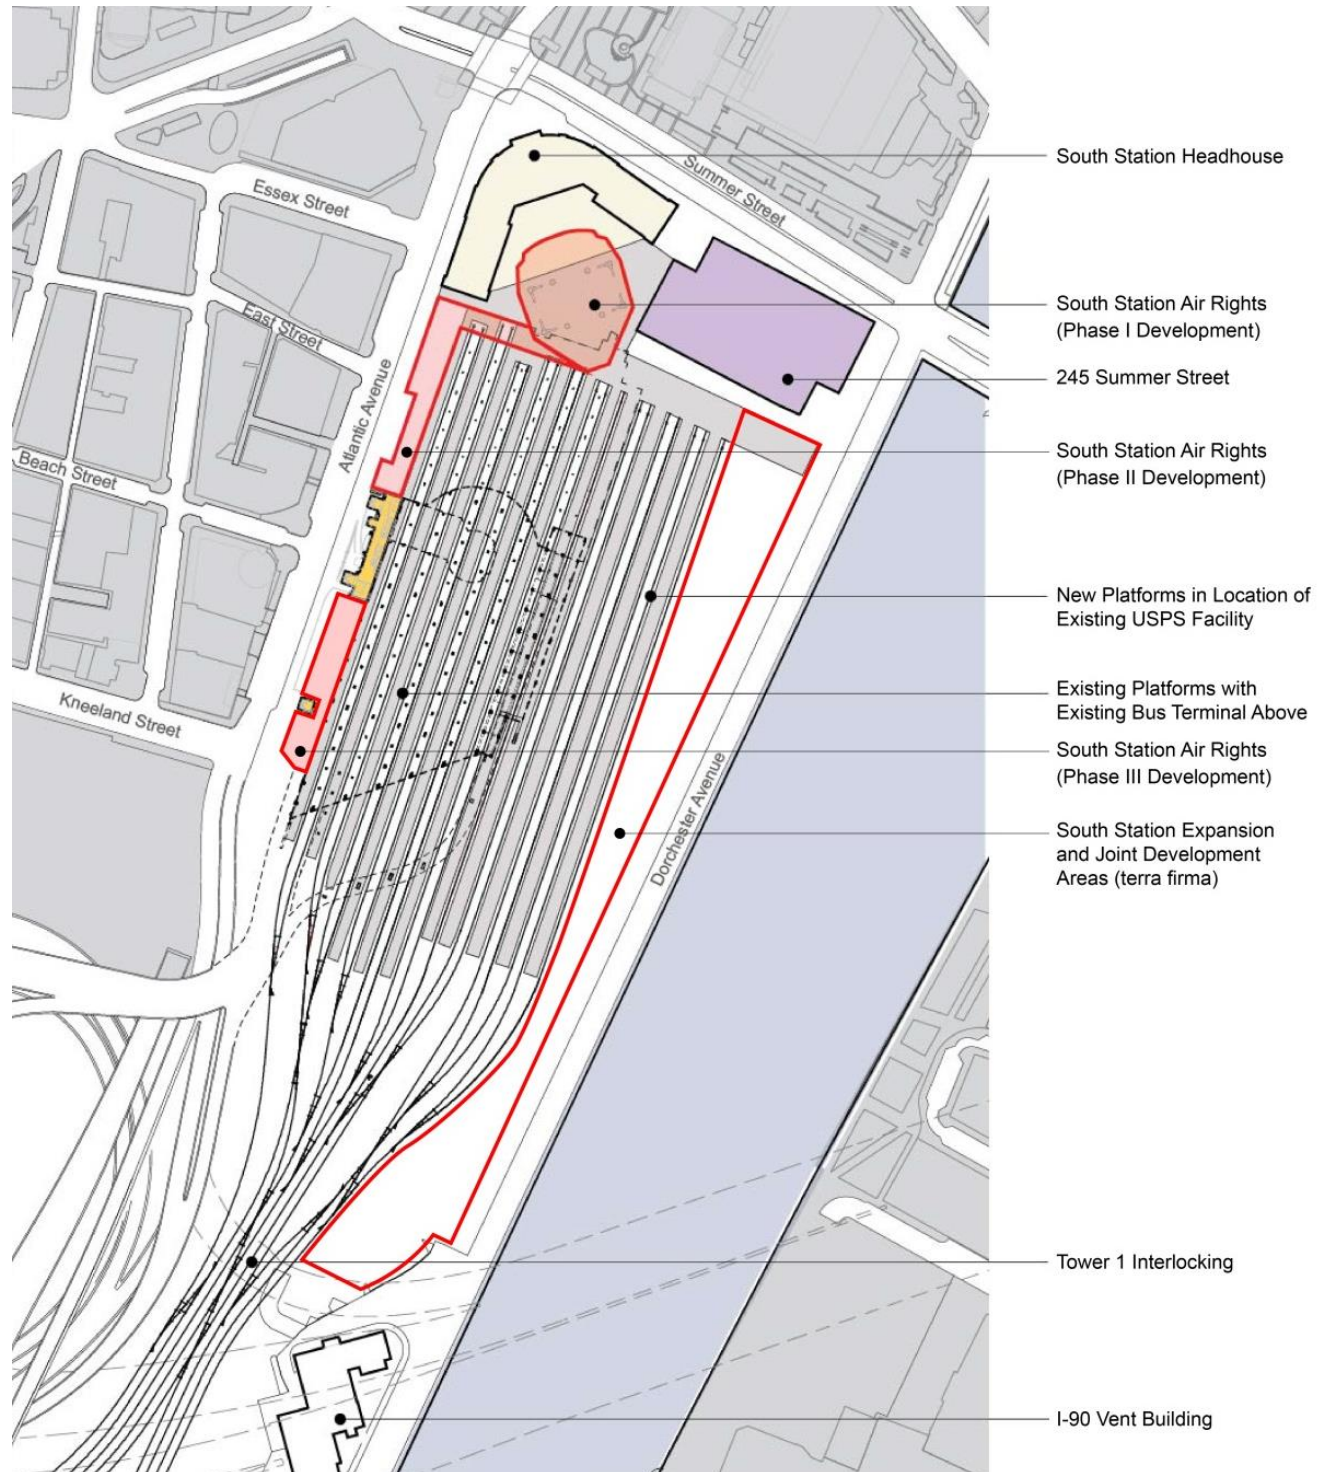 South Station Headhouse
Summer Street
Essex Street
South Station Air Rights
(Phase I Development)
East Street
245 Summer Street
Atlantic Avenue
South Station Air Rights
(Phase II Development)
Beach Street
New Platforms in Location of
Existing USPS Facility
Existing Platforms with
Existing Bus Terminal Above
Kneeland Street
South Station Air Rights
(Phase III Development)
Dorchester Avenue
South Station Expansion
and Joint Development
Areas (terra firma)
Tower 1 Interlocking
I-90 Vent Building